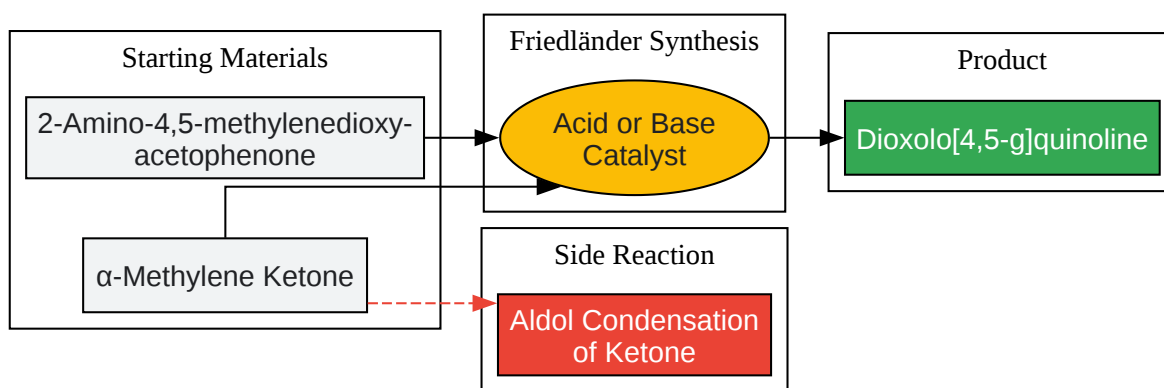 Starting Materials
2-Amino-4,5-methylenedioxy-
acetophenone
α-Methylene Ketone
Friedländer Synthesis
Acid or Base
Catalyst
Side Reaction
Aldol Condensation
of Ketone
Product
Dioxolo[4,5-g]quinoline